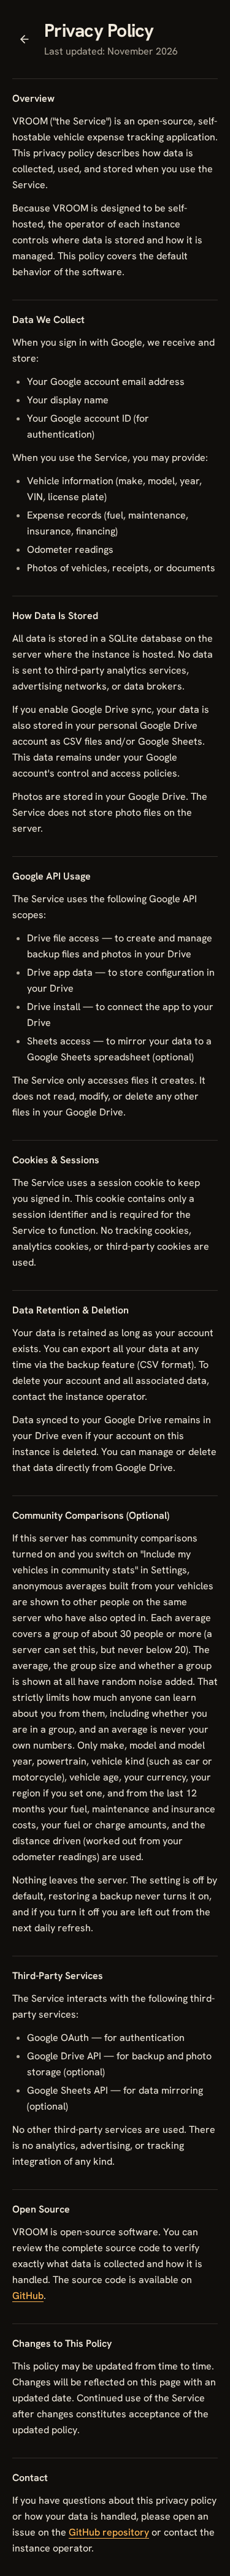 Privacy Policy
Last updated: November 2026
Overview
VROOM ("the Service") is an open-source, self-
hostable vehicle expense tracking application.
This privacy policy describes how data is
collected, used, and stored when you use the
Service.
Because VROOM is designed to be self-
hosted, the operator of each instance
controls where data is stored and how it is
managed. This policy covers the default
behavior of the software.
Data We Collect
When you sign in with Google, we receive and
store:
• Your Google account email address
• Your display name
• Your Google account ID (for
authentication)
When you use the Service, you may provide:
• Vehicle information (make, model, year,
VIN, license plate)
• Expense records (fuel, maintenance,
insurance, financing)
• Odometer readings
• Photos of vehicles, receipts, or documents
How Data Is Stored
All data is stored in a SQLite database on the
server where the instance is hosted. No data
is sent to third-party analytics services,
advertising networks, or data brokers.
If you enable Google Drive sync, your data is
also stored in your personal Google Drive
account as CSV files and/or Google Sheets.
This data remains under your Google
account's control and access policies.
Photos are stored in your Google Drive. The
Service does not store photo files on the
server.
Google API Usage
The Service uses the following Google API
scopes:
• Drive file access — to create and manage
backup files and photos in your Drive
• Drive app data — to store configuration in
your Drive
• Drive install — to connect the app to your
Drive
• Sheets access — to mirror your data to a
Google Sheets spreadsheet (optional)
The Service only accesses files it creates. It
does not read, modify, or delete any other
files in your Google Drive.
Cookies & Sessions
The Service uses a session cookie to keep
you signed in. This cookie contains only a
session identifier and is required for the
Service to function. No tracking cookies,
analytics cookies, or third-party cookies are
used.
Data Retention & Deletion
Your data is retained as long as your account
exists. You can export all your data at any
time via the backup feature (CSV format). To
delete your account and all associated data,
contact the instance operator.
Data synced to your Google Drive remains in
your Drive even if your account on this
instance is deleted. You can manage or delete
that data directly from Google Drive.
Community Comparisons (Optional)
If this server has community comparisons
turned on and you switch on "Include my
vehicles in community stats" in Settings,
anonymous averages built from your vehicles
are shown to other people on the same
server who have also opted in. Each average
covers a group of about 30 people or more (a
server can set this, but never below 20). The
average, the group size and whether a group
is shown at all have random noise added. That
strictly limits how much anyone can learn
about you from them, including whether you
are in a group, and an average is never your
own numbers. Only make, model and model
year, powertrain, vehicle kind (such as car or
motorcycle), vehicle age, your currency, your
region if you set one, and from the last 12
months your fuel, maintenance and insurance
costs, your fuel or charge amounts, and the
distance driven (worked out from your
odometer readings) are used.
Nothing leaves the server. The setting is off by
default, restoring a backup never turns it on,
and if you turn it off you are left out from the
next daily refresh.
Third-Party Services
The Service interacts with the following third-
party services:
• Google OAuth — for authentication
• Google Drive API — for backup and photo
storage (optional)
• Google Sheets API — for data mirroring
(optional)
No other third-party services are used. There
is no analytics, advertising, or tracking
integration of any kind.
Open Source
VROOM is open-source software. You can
review the complete source code to verify
exactly what data is collected and how it is
handled. The source code is available on
GitHub.
Changes to This Policy
This policy may be updated from time to time.
Changes will be reflected on this page with an
updated date. Continued use of the Service
after changes constitutes acceptance of the
updated policy.
Contact
If you have questions about this privacy policy
or how your data is handled, please open an
issue on the GitHub repository or contact the
instance operator.